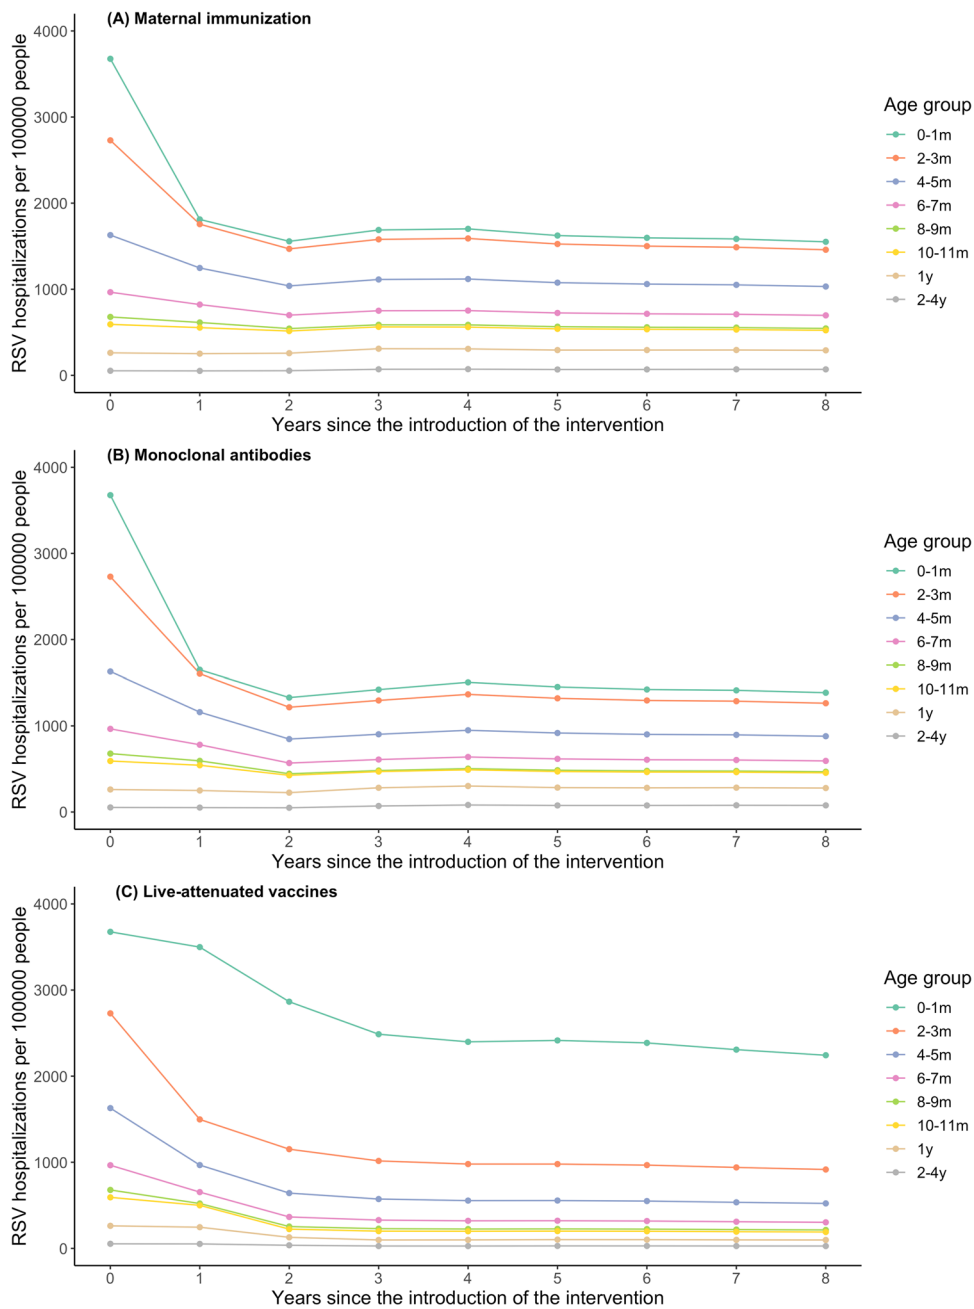 (A) Maternal immunization
RSV hospitalizations per 100000 people
4000
3000
2000
1000
0
0 1 2 3 4 5 6 7 8
Years since the introduction of the intervention
Age group
0-1m
2-3m
4-5m
6-7m
8-9m
10-11m
1y
2-4y
(B) Monoclonal antibodies
RSV hospitalizations per 100000 people
4000
3000
2000
1000
0
0 1 2 3 4 5 6 7 8
Years since the introduction of the intervention
Age group
0-1m
2-3m
4-5m
6-7m
8-9m
10-11m
1y
2-4y
(C) Live-attenuated vaccines
RSV hospitalizations per 100000 people
4000
3000
2000
1000
0
0 1 2 3 4 5 6 7 8
Years since the introduction of the intervention
Age group
0-1m
2-3m
4-5m
6-7m
8-9m
10-11m
1y
2-4y